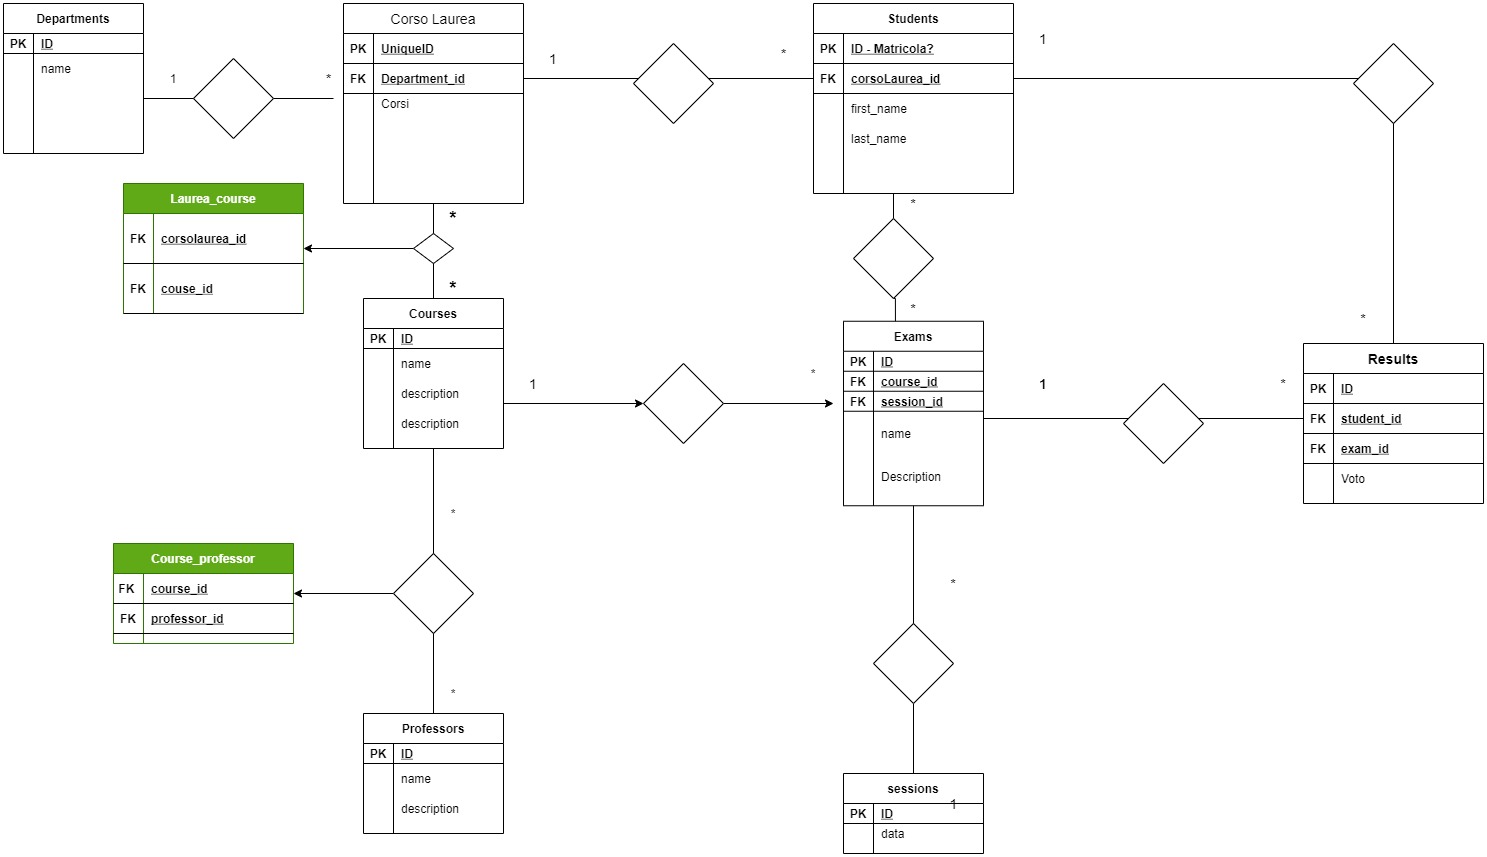 Departments
PK ID
name
1
*
Corso Laurea
PK UniqueID
FK Department_id
Corsi
1
*
Students
PK ID - Matricola?
FK corsoLaurea_id
first_name
last_name
1
*
Laurea_course
FK corsolaurea_id
FK couse_id
*
*
Courses
PK ID
name
description
description
1
*
*
*
Exams
PK ID
FK course_id
FK session_id
name
Description
1
*
Results
PK ID
FK student_id
FK exam_id
Voto
*
Course_professor
FK course_id
FK professor_id
*
Professors
PK ID
name
description
*
sessions
1
PK ID
data